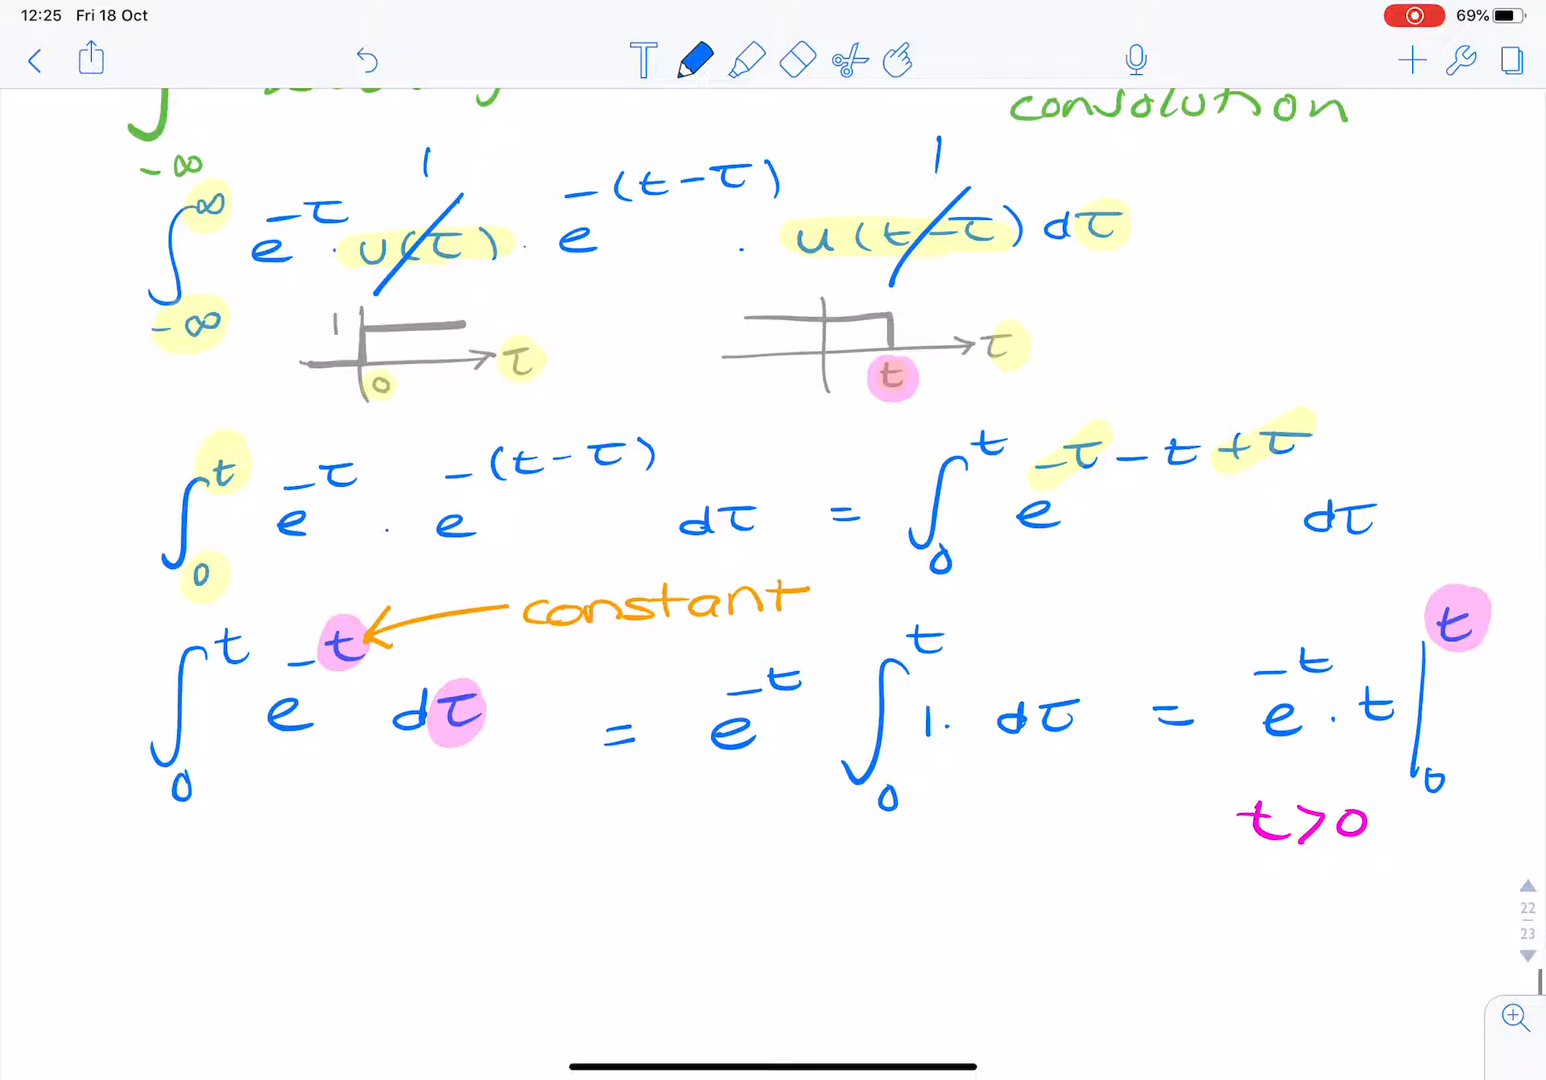 12:25 Fri 18 Oct 69%
T
-∞ convolution
1 1
∫_{-∞}^{∞} e^{-τ} · u(τ) · e^{-(t-τ)} · u(t-τ) dτ
1 0 τ t τ
∫_0^t e^{-τ} · e^{-(t-τ)} dτ = ∫_0^t e^{-τ-t+τ} dτ
constant
∫_0^t e^{-t} dτ = e^{-t} ∫_0^t 1· dτ = e^{-t} · t |_0^t
t>0
22
23